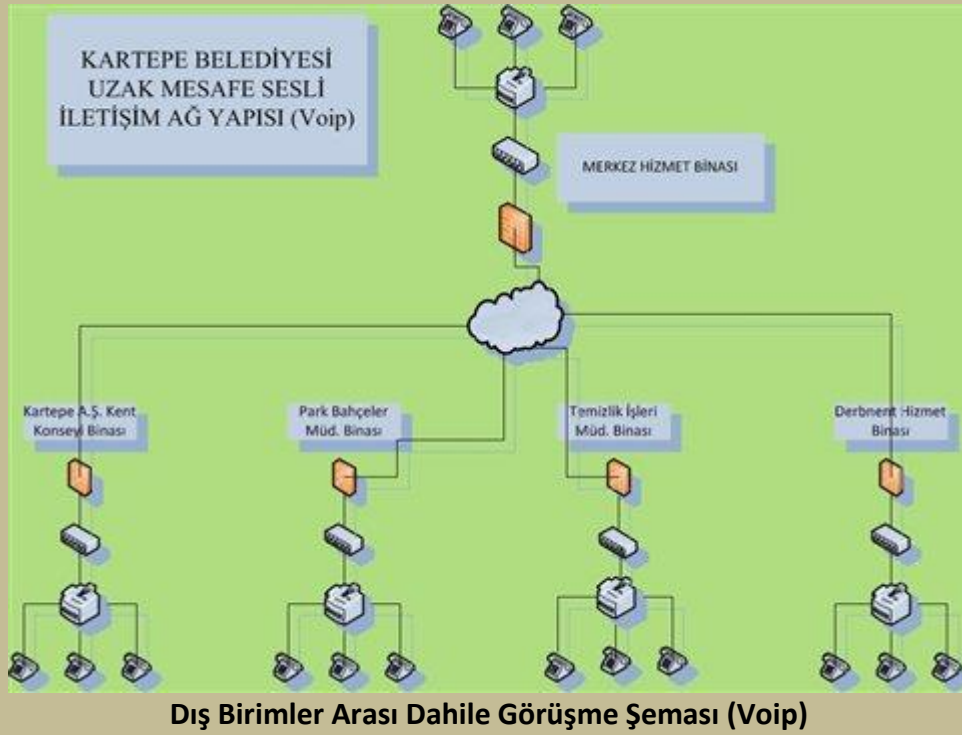 KARTEPE BELEDİYESİ
UZAK MESAFE SESLİ
İLETİŞİM AĞ YAPISI (Voip)
MERKEZ HİZMET BİNASI
Kartepe A.Ş. Kent
Konseyi Binası
Park Bahçeler
Müd. Binası
Temizlik İşleri
Müd. Binası
Derbnent Hizmet
Binası
Dış Birimler Arası Dahile Görüşme Şeması (Voip)